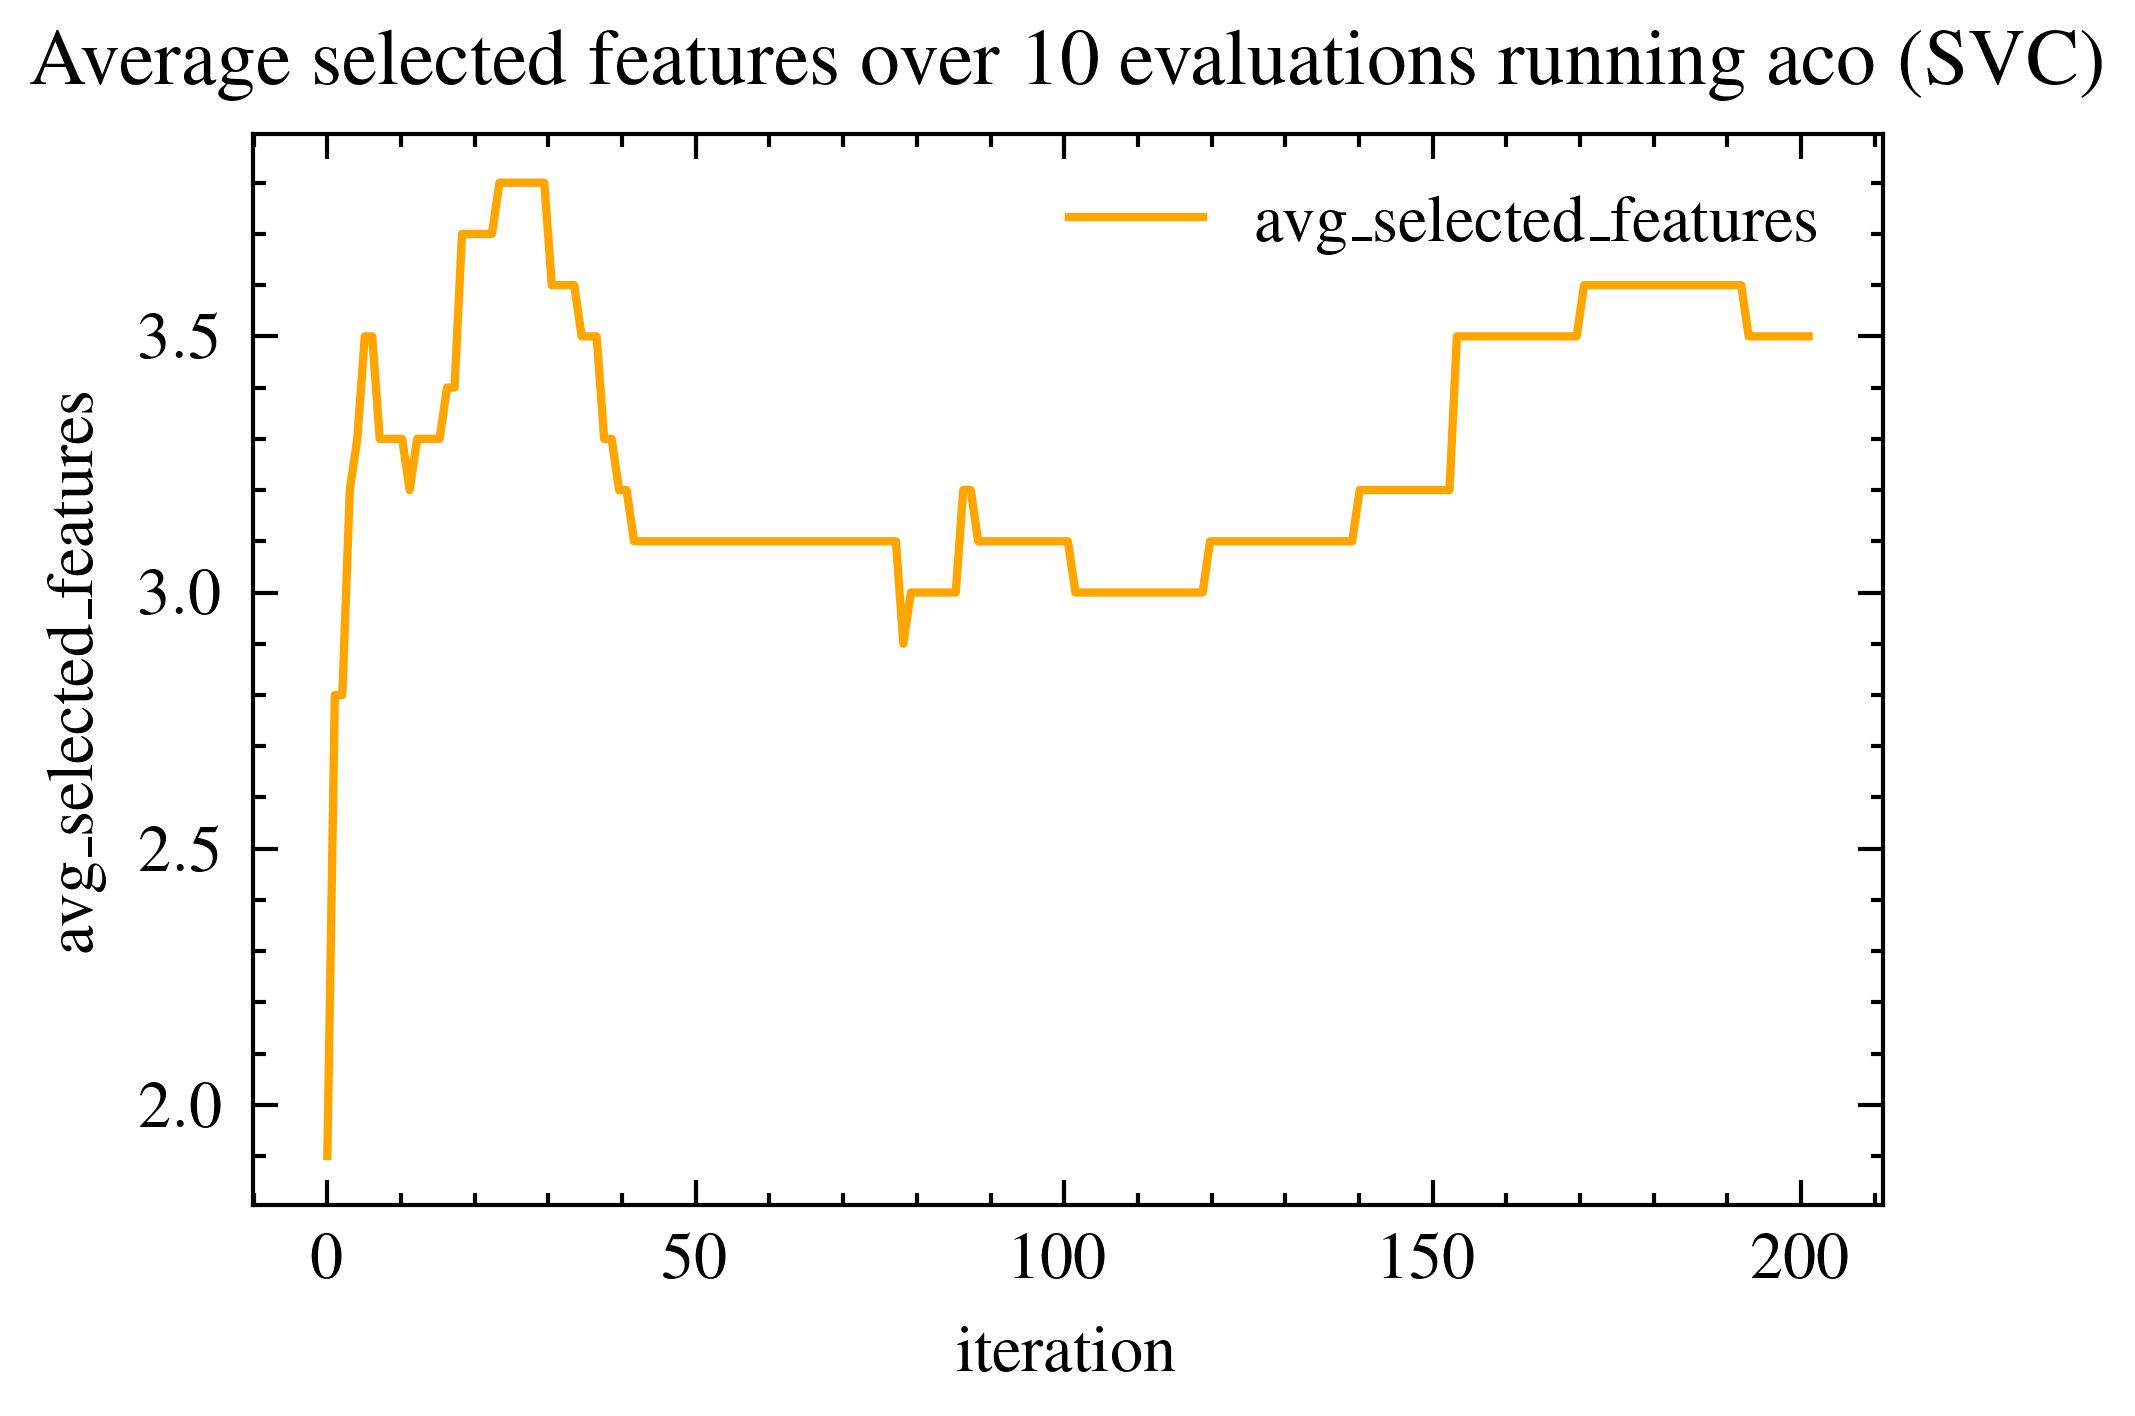 Average selected features over 10 evaluations running aco (SVC)
avg_selected_features
avg_selected_features
3.5
3.0
2.5
2.0
0 50 100 150 200
iteration